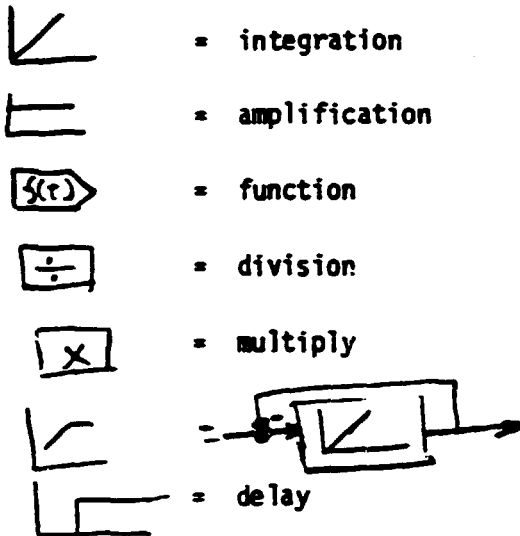 = integration
= amplification
f(τ) = function
÷ = division
x = multiply
= -
= delay